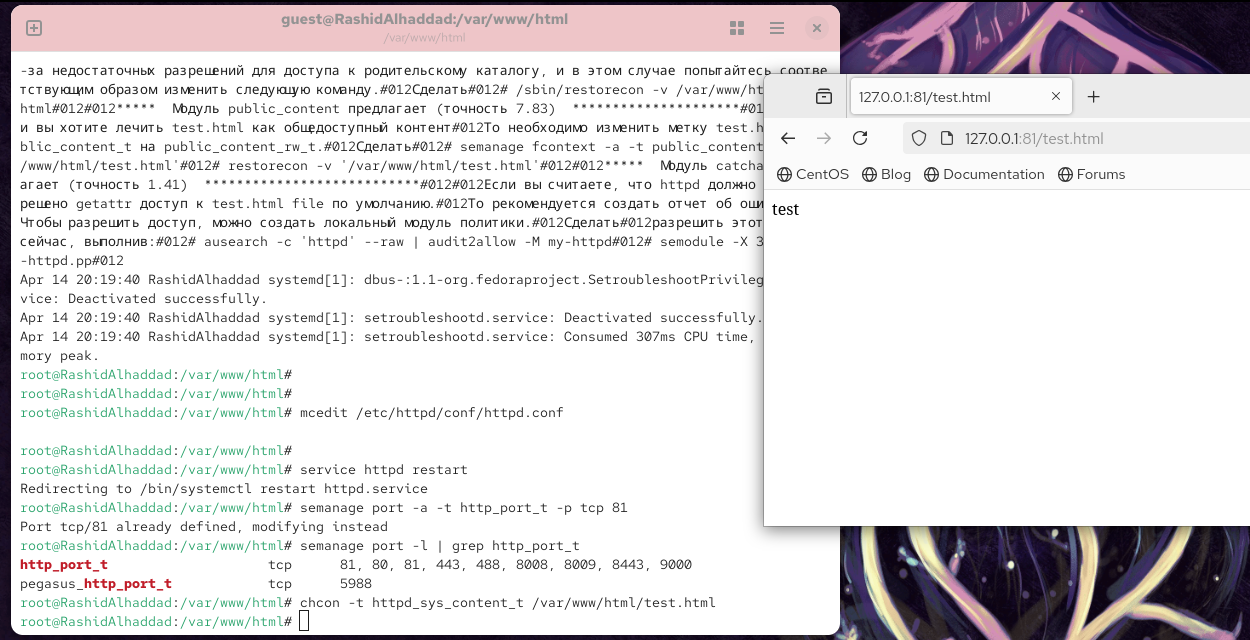 guest@RashidAlhaddad:/var/www/html
/var/www/html
-за недостаточных разрешений для доступа к родительскому каталогу, и в этом случае попытайтесь соотве
тствующим образом изменить следующую команду.#012Сделать#012# /sbin/restorecon -v /var/www/ht
html#012#012***** Модуль public_content предлагает (точность 7.83) *********************#01
и вы хотите лечить test.html как общедоступный контент#012То необходимо изменить метку test.h
blic_content_t на public_content_rw_t.#012Сделать#012# semanage fcontext -a -t public_content
/www/html/test.html'#012# restorecon -v '/var/www/html/test.html'#012#012***** Модуль catcha
агает (точность 1.41) ***************************#012#012Если вы считаете, что httpd должно
решено getattr доступ к test.html file по умолчанию.#012То рекомендуется создать отчет об оши
Чтобы разрешить доступ, можно создать локальный модуль политики.#012Сделать#012разрешить этот
сейчас, выполнив:#012# ausearch -c 'httpd' --raw | audit2allow -M my-httpd#012# semodule -X 3
-httpd.pp#012
Apr 14 20:19:40 RashidAlhaddad systemd[1]: dbus-:1.1-org.fedoraproject.SetroubleshootPrivileg
vice: Deactivated successfully.
Apr 14 20:19:40 RashidAlhaddad systemd[1]: setroubleshootd.service: Deactivated successfully.
Apr 14 20:19:40 RashidAlhaddad systemd[1]: setroubleshootd.service: Consumed 307ms CPU time,
mory peak.
root@RashidAlhaddad:/var/www/html#
root@RashidAlhaddad:/var/www/html#
root@RashidAlhaddad:/var/www/html# mcedit /etc/httpd/conf/httpd.conf
root@RashidAlhaddad:/var/www/html#
root@RashidAlhaddad:/var/www/html# service httpd restart
Redirecting to /bin/systemctl restart httpd.service
root@RashidAlhaddad:/var/www/html# semanage port -a -t http_port_t -p tcp 81
Port tcp/81 already defined, modifying instead
root@RashidAlhaddad:/var/www/html# semanage port -l | grep http_port_t
http_port_t tcp 81, 80, 81, 443, 488, 8008, 8009, 8443, 9000
pegasus_http_port_t tcp 5988
root@RashidAlhaddad:/var/www/html# chcon -t httpd_sys_content_t /var/www/html/test.html
root@RashidAlhaddad:/var/www/html#
127.0.0.1:81/test.html
127.0.0.1:81/test.html
CentOS Blog Documentation Forums
test